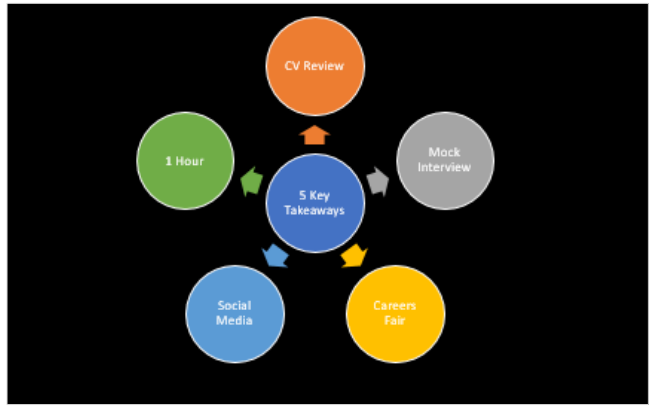 CV Review
1 Hour
Mock
Interview
5 Key
Takeaways
Social
Media
Careers
Fair